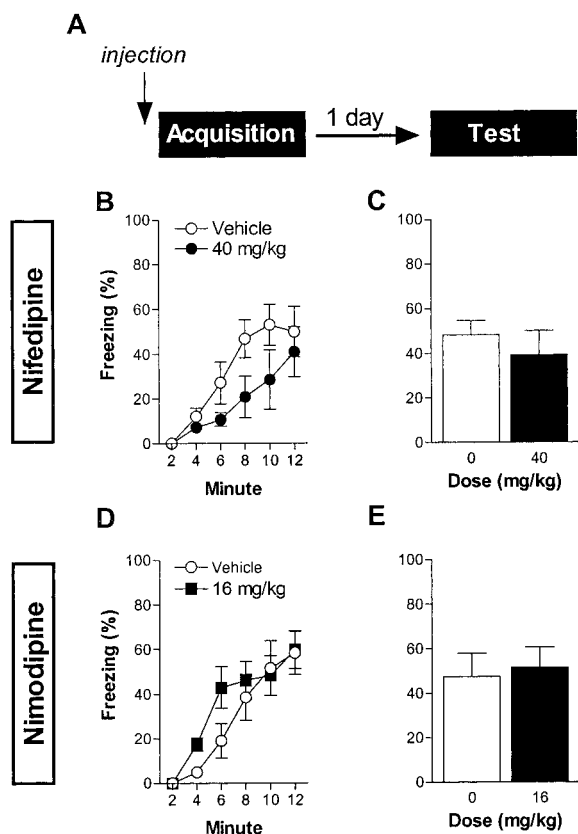 A
injection
Acquisition
1 day
Test
Nifedipine
B
Vehicle
40 mg/kg
Freezing (%)
100
80
60
40
20
0
2 4 6 8 10 12
Minute
C
100
80
60
40
20
0
0 40
Dose (mg/kg)
Nimodipine
D
Vehicle
16 mg/kg
Freezing (%)
100
80
60
40
20
0
2 4 6 8 10 12
Minute
E
100
80
60
40
20
0
0 16
Dose (mg/kg)